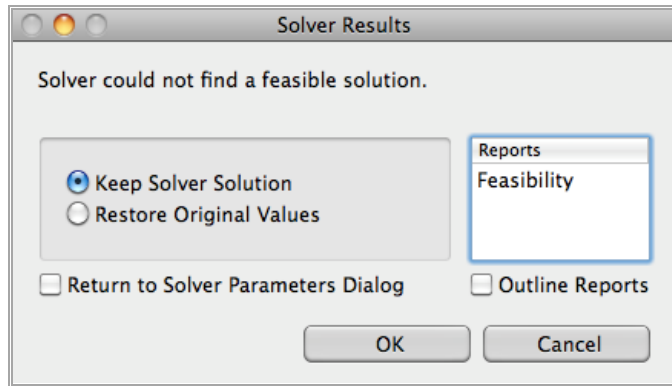 Solver Results
Solver could not find a feasible solution.
Keep Solver Solution
Restore Original Values
Reports
Feasibility
Return to Solver Parameters Dialog
Outline Reports
OK
Cancel